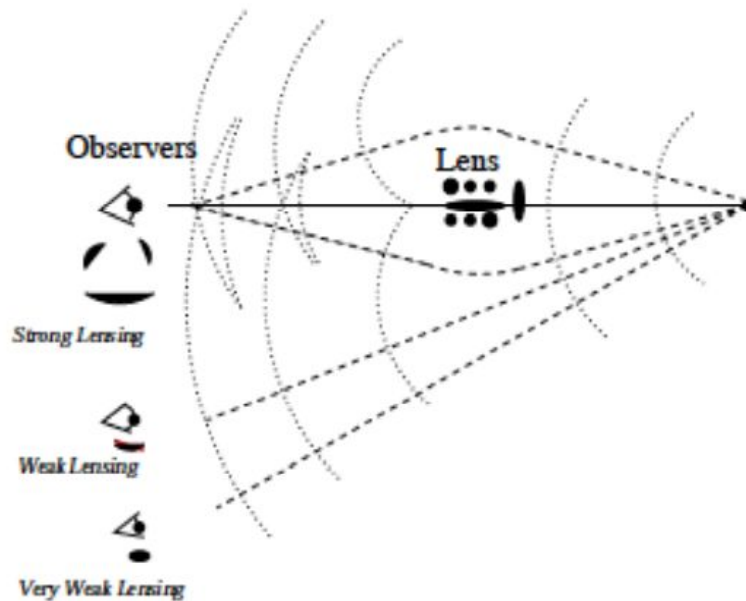 Observers
Lens
Strong Lensing
Weak Lensing
Very Weak Lensing